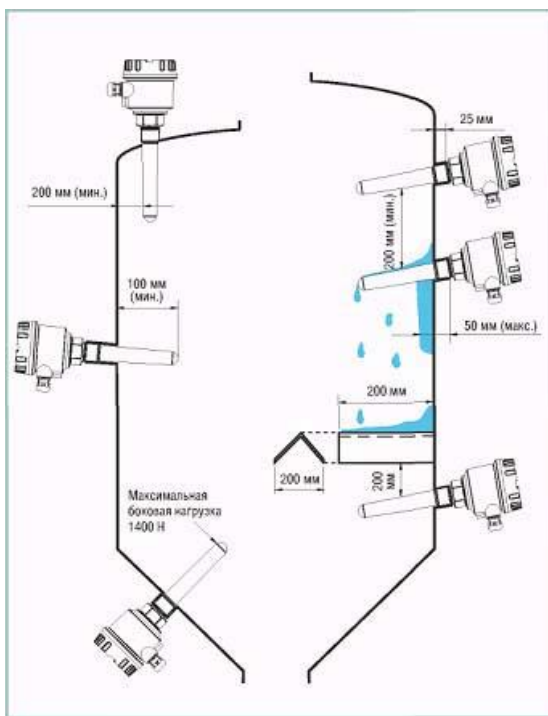 25 мм
200 мм (мин.)
200 мм (мин.)
100 мм
(мин.)
50 мм (макс.)
200 мм
200 мм
200
мм
Максимальная
боковая нагрузка
1400 Н